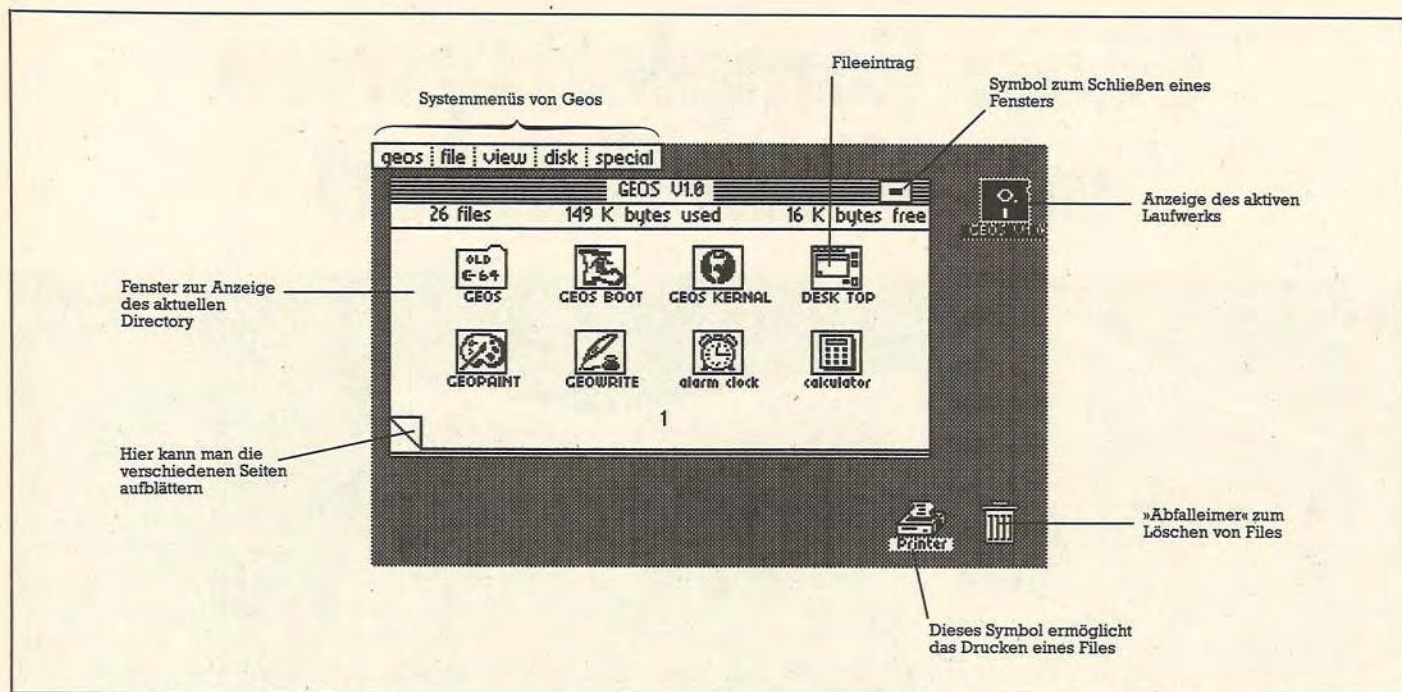 Fileeintrag
Symbol zum Schließen eines
Fensters
Systemmenüs von Geos
geos file view disk special
GEOS V1.0
26 files 149 K bytes used 16 K bytes free
Anzeige des aktiven
Laufwerks
GEOS V1.0
OLD
C-64
GEOS GEOS BOOT GEOS KERNAL DESK TOP
Fenster zur Anzeige
des aktuellen
Directory
GEOPAINT GEOWRITE alarm clock calculator
1
Hier kann man die
verschiedenen Seiten
aufblättern
»Abfalleimer« zum
Löschen von Files
Printer
Dieses Symbol ermöglicht
das Drucken eines Files